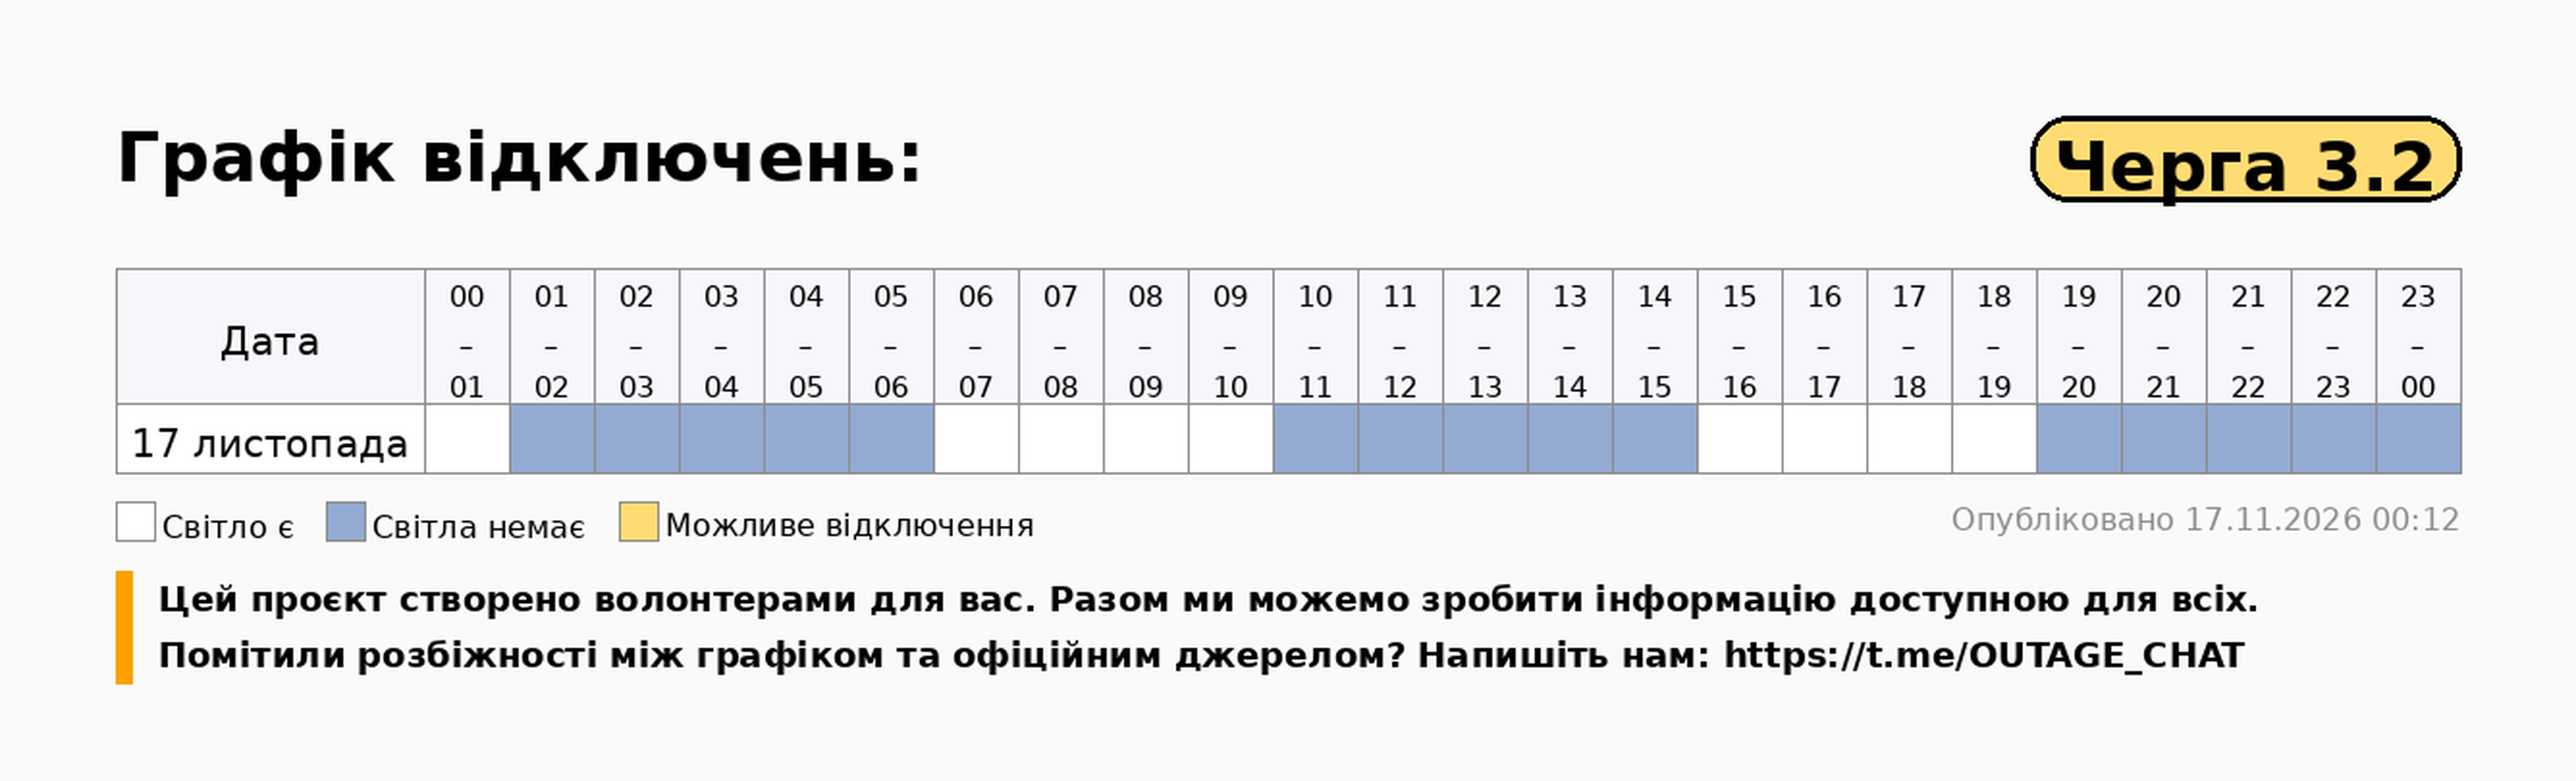 Графік відключень:
Черга 3.2
Дата
00 – 01
01 – 02
02 – 03
03 – 04
04 – 05
05 – 06
06 – 07
07 – 08
08 – 09
09 – 10
10 – 11
11 – 12
12 – 13
13 – 14
14 – 15
15 – 16
16 – 17
17 – 18
18 – 19
19 – 20
20 – 21
21 – 22
22 – 23
23 – 00
17 листопада
Світло є
Світла немає
Можливе відключення
Опубліковано 17.11.2026 00:12
Цей проєкт створено волонтерами для вас. Разом ми можемо зробити інформацію доступною для всіх.
Помітили розбіжності між графіком та офіційним джерелом? Напишіть нам: https://t.me/OUTAGE_CHAT